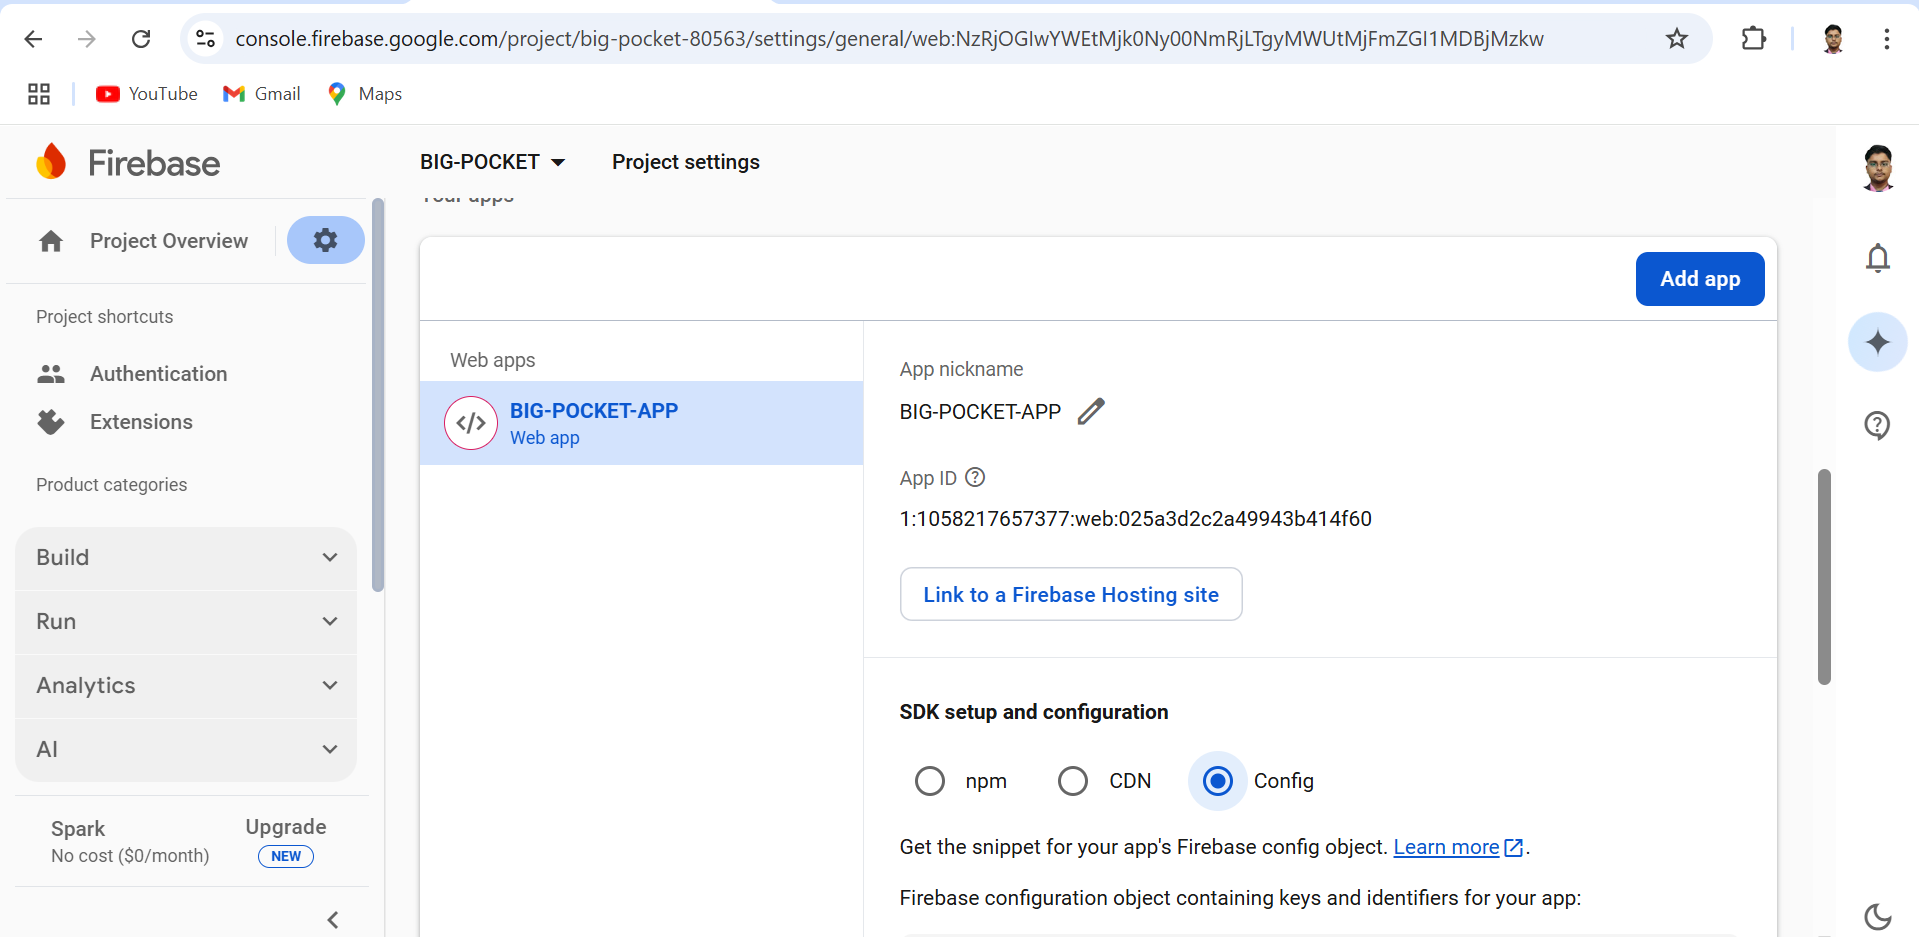 console.firebase.google.com/project/big-pocket-80563/settings/general/web:NzRjOGIwYWEtMjk0Ny00NmRjLTgyMWUtMjFmZGI1MDBjMzkw
YouTube
Gmail
Maps
Firebase
BIG-POCKET
Project settings
Your apps
Project Overview
Add app
Project shortcuts
Authentication
Extensions
Product categories
Build
Run
Analytics
AI
Spark
No cost ($0/month)
Upgrade
NEW
Web apps
BIG-POCKET-APP
Web app
App nickname
BIG-POCKET-APP
App ID
1:1058217657377:web:025a3d2c2a49943b414f60
Link to a Firebase Hosting site
SDK setup and configuration
npm
CDN
Config
Get the snippet for your app's Firebase config object. Learn more.
Firebase configuration object containing keys and identifiers for your app: